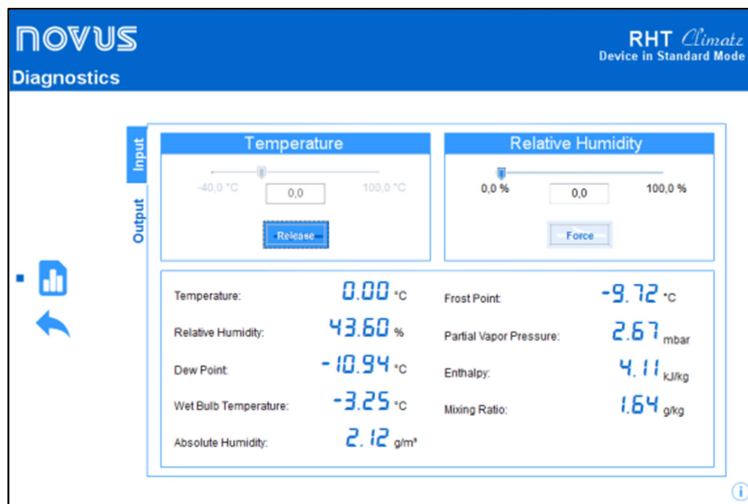 NOVUS
RHT Climate
Device in Standard Mode
Diagnostics
Input
Output
Temperature
-40,0 °C
0,0
100,0 °C
Release
Relative Humidity
0,0 %
0,0
100,0 %
Force
Temperature: 0.00 °C
Relative Humidity: 43.60 %
Dew Point: -10.94 °C
Wet Bulb Temperature: -3.25 °C
Absolute Humidity: 2.12 g/m³
Frost Point: -9.72 °C
Partial Vapor Pressure: 2.67 mbar
Enthalpy: 4.11 kJ/kg
Mixing Ratio: 1.64 g/kg
i